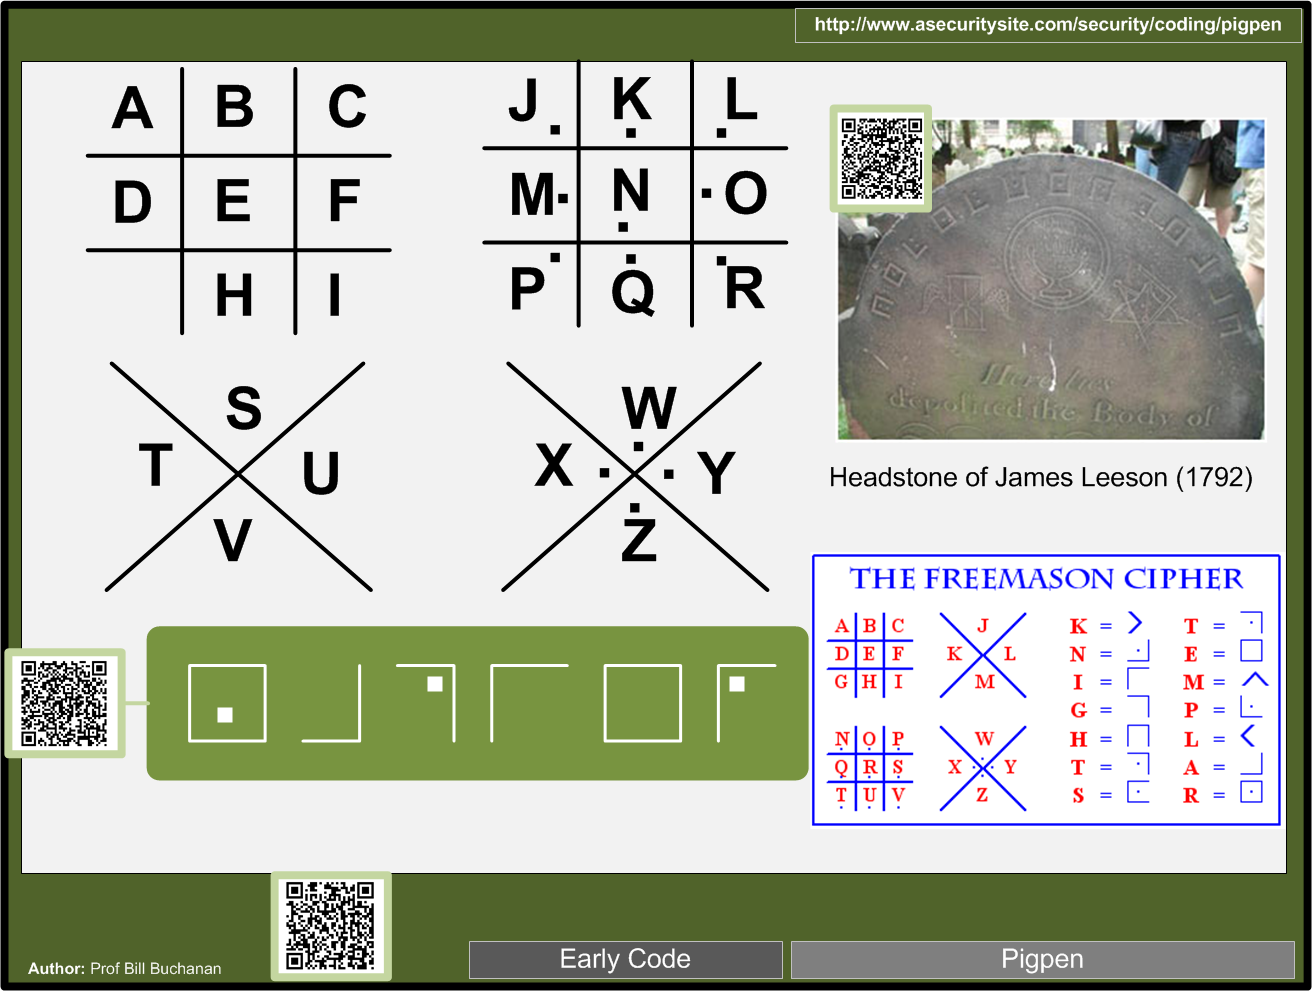 http://www.asecuritysite.com/security/coding/pigpen
A B C
D E F
H I
J K L
M N O
P Q R
S
T U
V
W
X Y
Z
Here lies
deposited the Body of
Headstone of James Leeson (1792)
THE FREEMASON CIPHER
A B C
D E F
G H I
J
K L
M
N O P
Q R S
T U V
W
X Y
Z
K =
N =
I =
G =
H =
T =
S =
T =
E =
M =
P =
L =
A =
R =
Author: Prof Bill Buchanan
Early Code
Pigpen